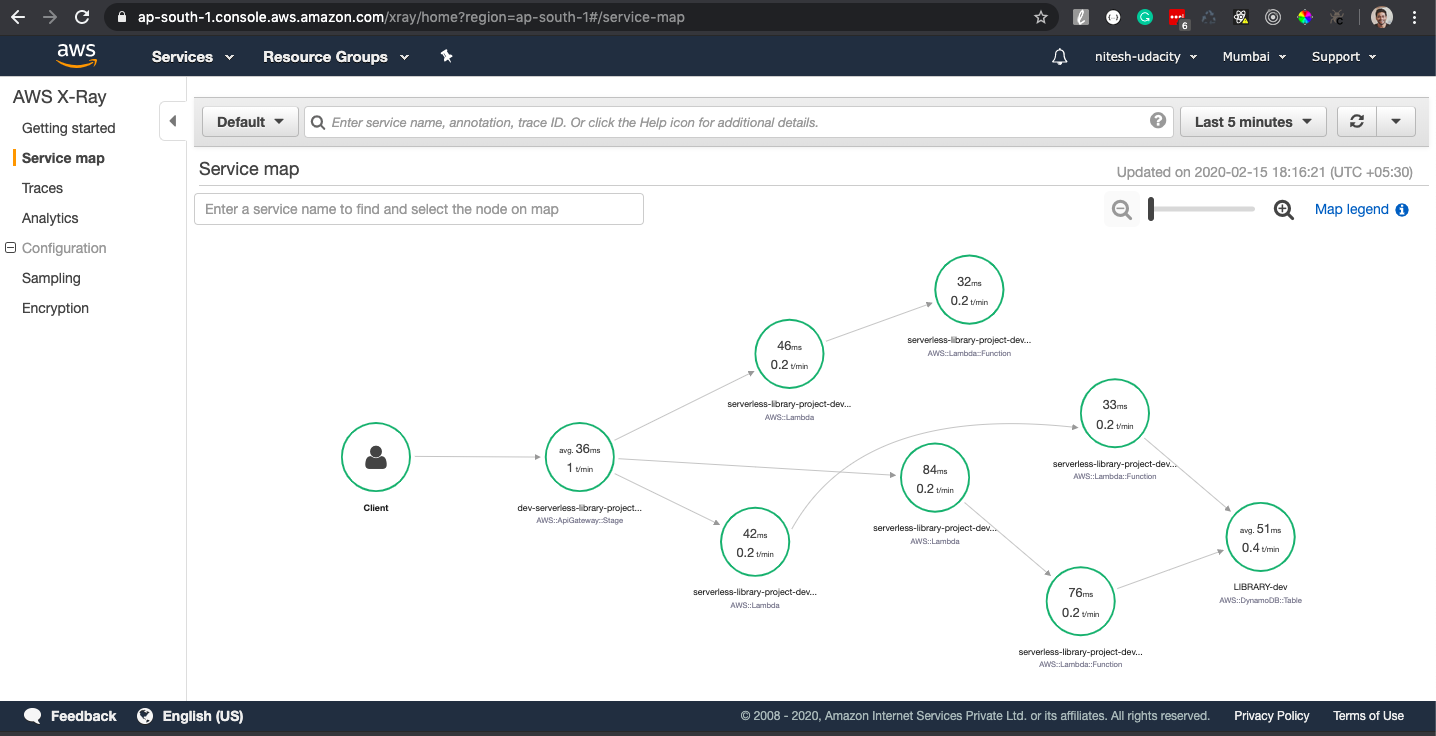 ap-south-1.console.aws.amazon.com/xray/home?region=ap-south-1#/service-map
6
aws
Services
Resource Groups
nitesh-udacity
Mumbai
Support
AWS X-Ray
Getting started
Service map
Traces
Analytics
Configuration
Sampling
Encryption
Default
Enter service name, annotation, trace ID. Or click the Help icon for additional details.
Last 5 minutes
Service map
Updated on 2020-02-15 18:16:21 (UTC +05:30)
Enter a service name to find and select the node on map
Map legend
32ms
0.2 t/min
serverless-library-project-dev...
AWS::Lambda::Function
46ms
0.2 t/min
serverless-library-project-dev...
AWS::Lambda
33ms
0.2 t/min
serverless-library-project-dev...
AWS::Lambda::Function
Client
avg. 36ms
1 t/min
dev-serverless-library-project...
AWS::ApiGateway::Stage
84ms
0.2 t/min
serverless-library-project-dev...
AWS::Lambda
42ms
0.2 t/min
serverless-library-project-dev...
AWS::Lambda
avg. 51ms
0.4 t/min
LIBRARY-dev
AWS::DynamoDB::Table
76ms
0.2 t/min
serverless-library-project-dev...
AWS::Lambda::Function
Feedback
English (US)
© 2008 - 2020, Amazon Internet Services Private Ltd. or its affiliates. All rights reserved.
Privacy Policy
Terms of Use